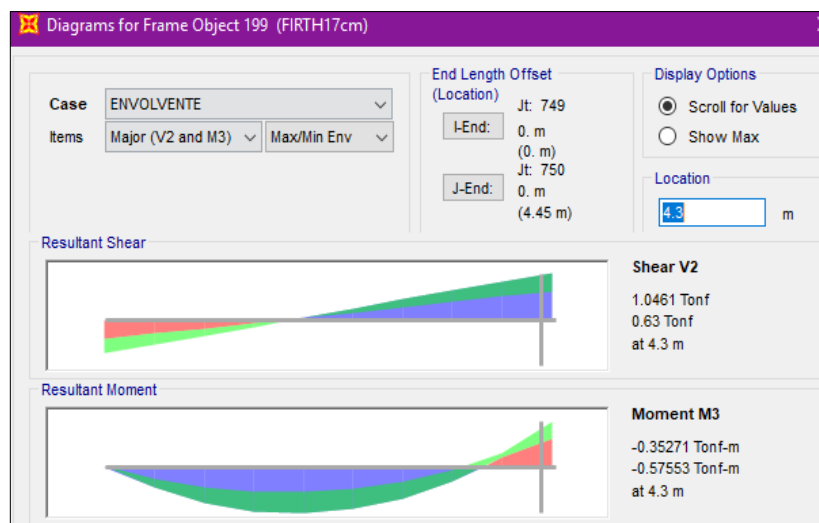 Diagrams for Frame Object 199 (FIRTH17cm)
Case ENVOLVENTE
Items Major (V2 and M3) Max/Min Env
End Length Offset
(Location)
I-End:
Jt: 749
0. m
(0. m)
J-End:
Jt: 750
0. m
(4.45 m)
Display Options
Scroll for Values
Show Max
Location
4.3 m
Resultant Shear
Shear V2
1.0461 Tonf
0.63 Tonf
at 4.3 m
Resultant Moment
Moment M3
-0.35271 Tonf-m
-0.57553 Tonf-m
at 4.3 m